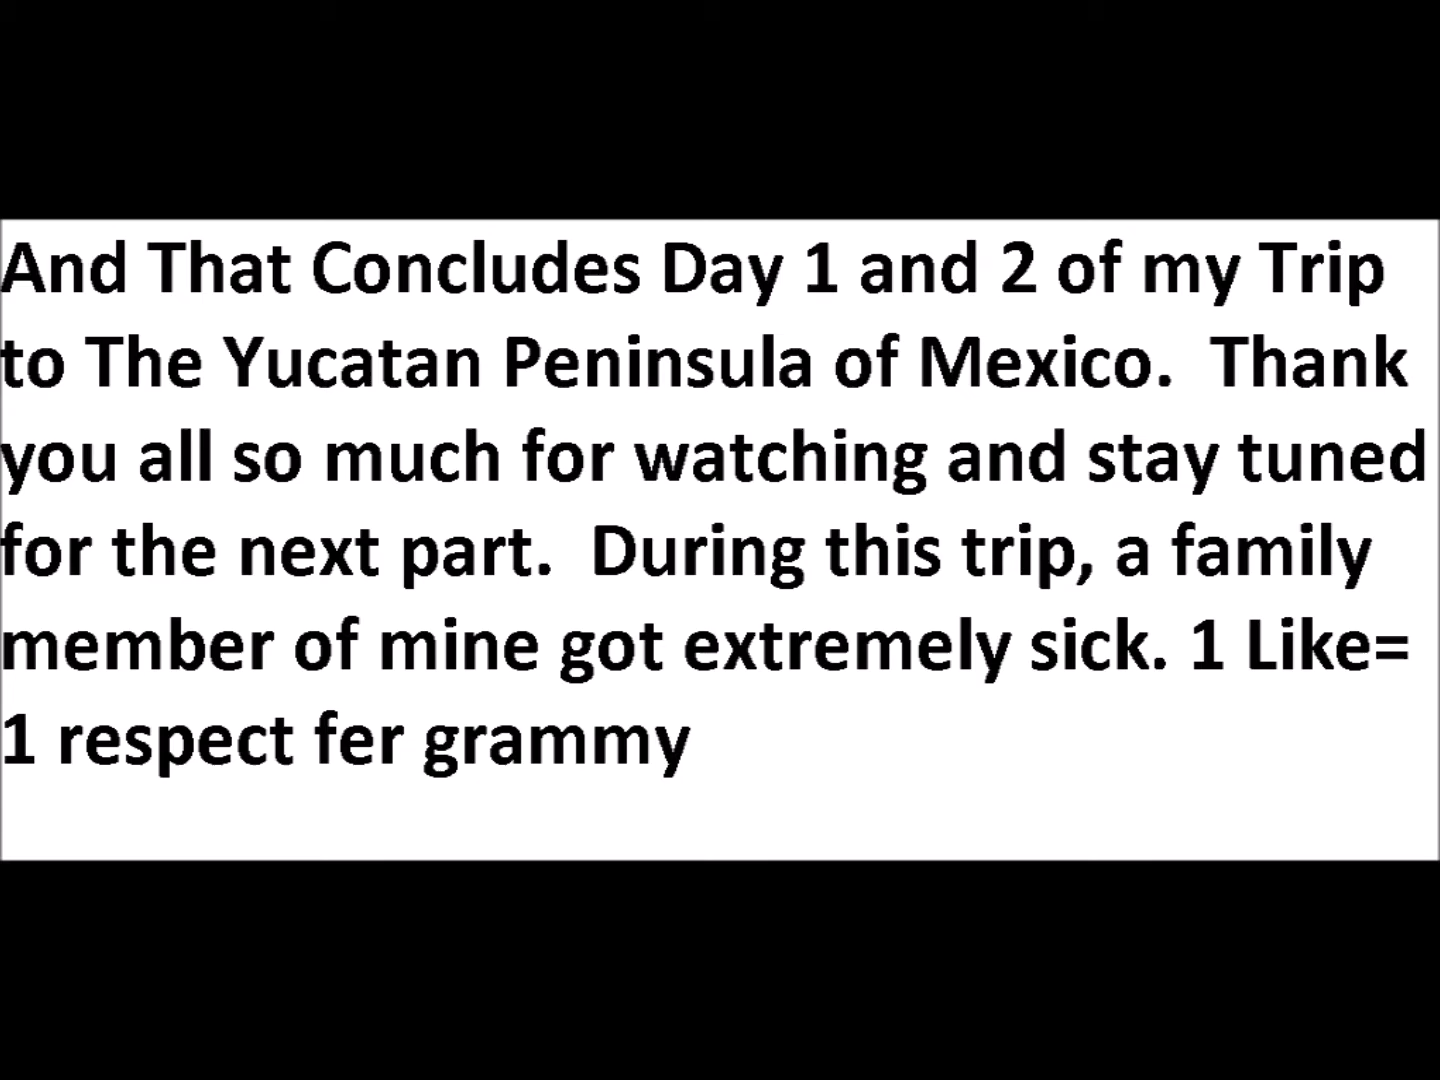 And That Concludes Day 1 and 2 of my Trip
to The Yucatan Peninsula of Mexico.  Thank
you all so much for watching and stay tuned
for the next part.  During this trip, a family
member of mine got extremely sick. 1 Like=
1 respect fer grammy